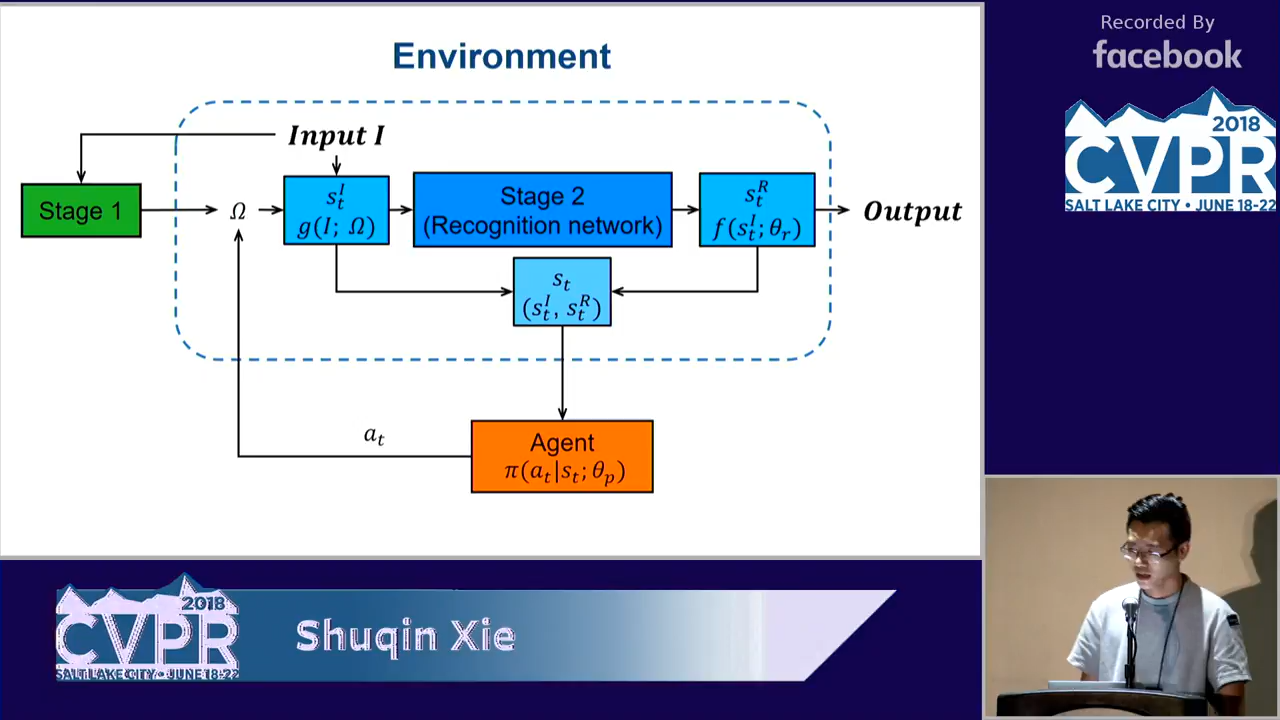 Environment
Input I
Stage 1
Ω
s_t^I
g(I; Ω)
Stage 2
(Recognition network)
s_t^R
f(s_t^I; θ_r)
Output
s_t
(s_t^I, s_t^R)
a_t
Agent
π(a_t|s_t; θ_p)
Recorded By
facebook
2018
CVPR
SALT LAKE CITY • JUNE 18-22
2018
CVPR
SALT LAKE CITY • JUNE 18-22
Shuqin Xie